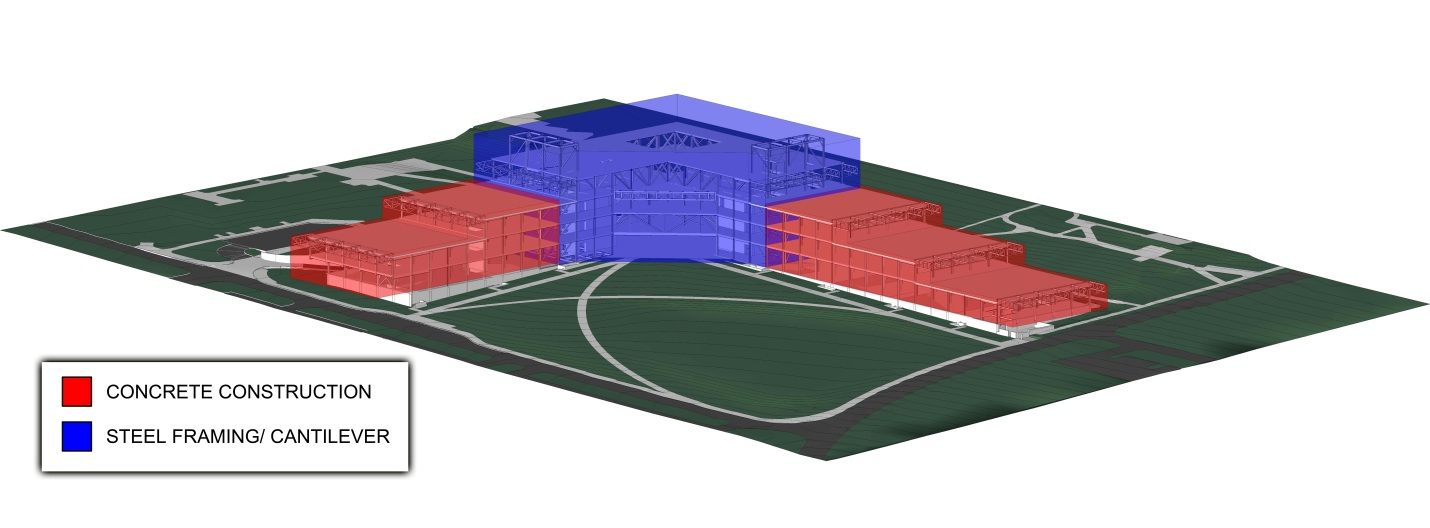 CONCRETE CONSTRUCTION
STEEL FRAMING/ CANTILEVER